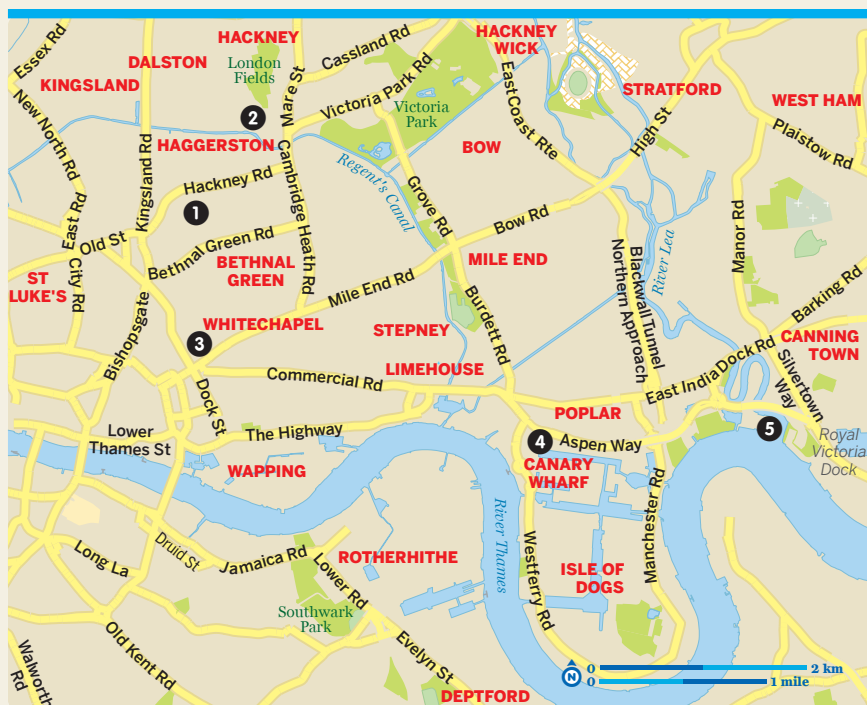 HACKNEY
Essex Rd
DALSTON
London
Fields
Cassland Rd
HACKNEY
WICK
KINGSLAND
Mare St
Victoria Park Rd
STRATFORD
WEST HAM
New North Rd
2
Victoria
Park
East Coast Rte
High St
Plaistow Rd
HAGGERSTON
BOW
Kingsland Rd
Hackney Rd
Cambridge Heath Rd
Regent's Canal
East Rd
1
Grove Rd
Bow Rd
Manor Rd
Old St
Bethnal Green Rd
River Lea
ST
LUKE'S
City Rd
BETHNAL
GREEN
MILE END
Mile End Rd
Blackwall Tunnel
Northern Approach
Barking Rd
Bishopsgate
WHITECHAPEL
STEPNEY
Burdett Rd
3
CANNING
TOWN
LIMEHOUSE
East India Dock Rd
Commercial Rd
Silvertown
Way
Dock St
POPLAR
Lower
Thames St
The Highway
4
Aspen Way
5
Royal
Victoria
Dock
WAPPING
CANARY
WHARF
Manchester Rd
River Thames
Druid St
Long La
Jamaica Rd
ROTHERHITHE
Westferry Rd
ISLE OF
DOGS
Lower Rd
Southwark
Park
Old Kent Rd
Evelyn St
Walworth
Rd
N
0
2 km
0
1 mile
DEPTFORD